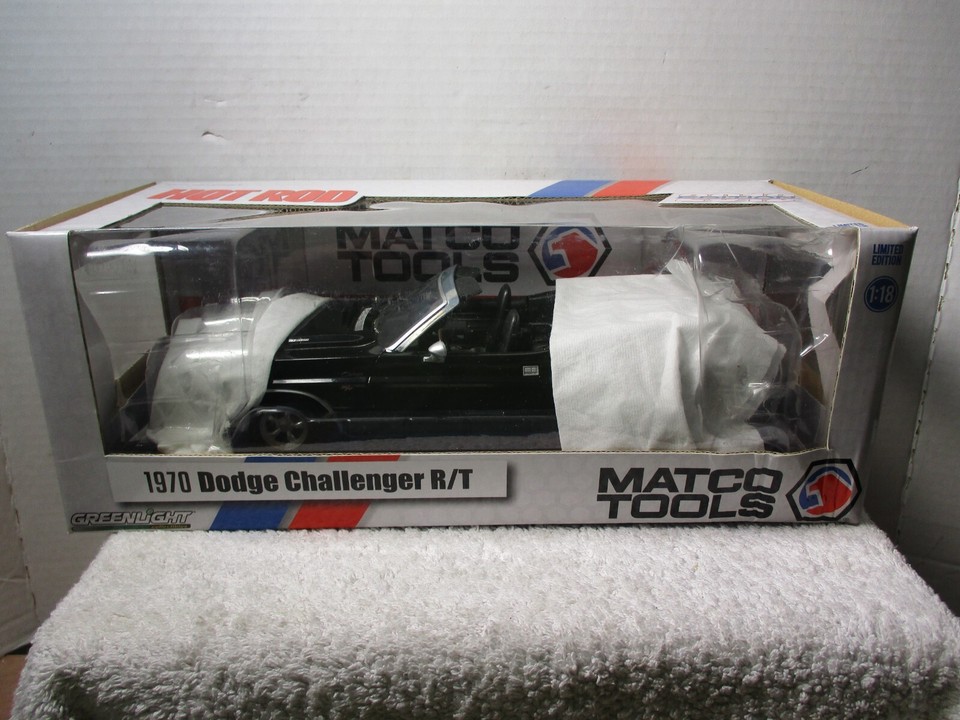 HOT ROD
MATCO
TOOLS
LIMITED
EDITION
1:18
1970 Dodge Challenger R/T
GREENLIGHT
MATCO
TOOLS